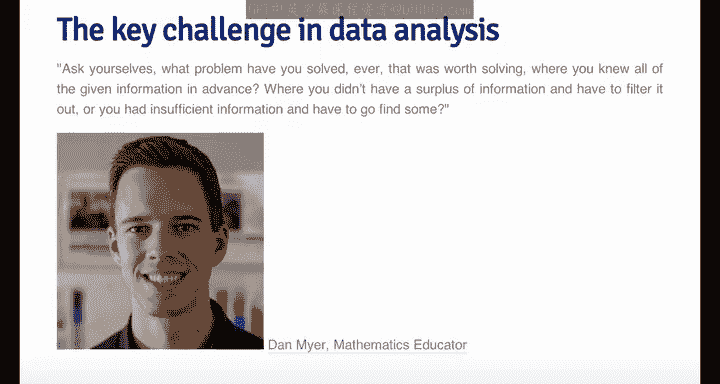 The key challenge in data analysis
"Ask yourselves, what problem have you solved, ever, that was worth solving, where you knew all of
the given information in advance? Where you didn't have a surplus of information and have to filter it
out, or you had insufficient information and have to go find some?"
Dan Myer, Mathematics Educator